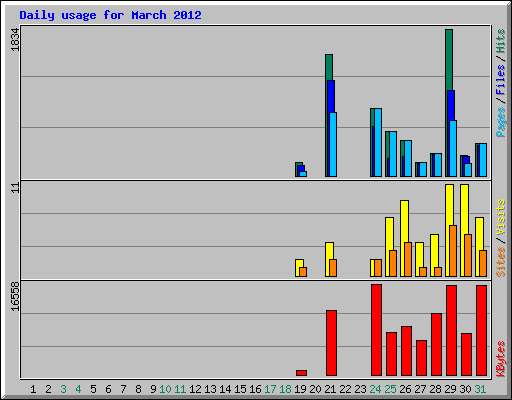 Daily usage for March 2012
1834
Pages / Files / Hits
11
Sites / Visits
16558
KBytes
1 2 3 4 5 6 7 8 9 10 11 12 13 14 15 16 17 18 19 20 21 22 23 24 25 26 27 28 29 30 31